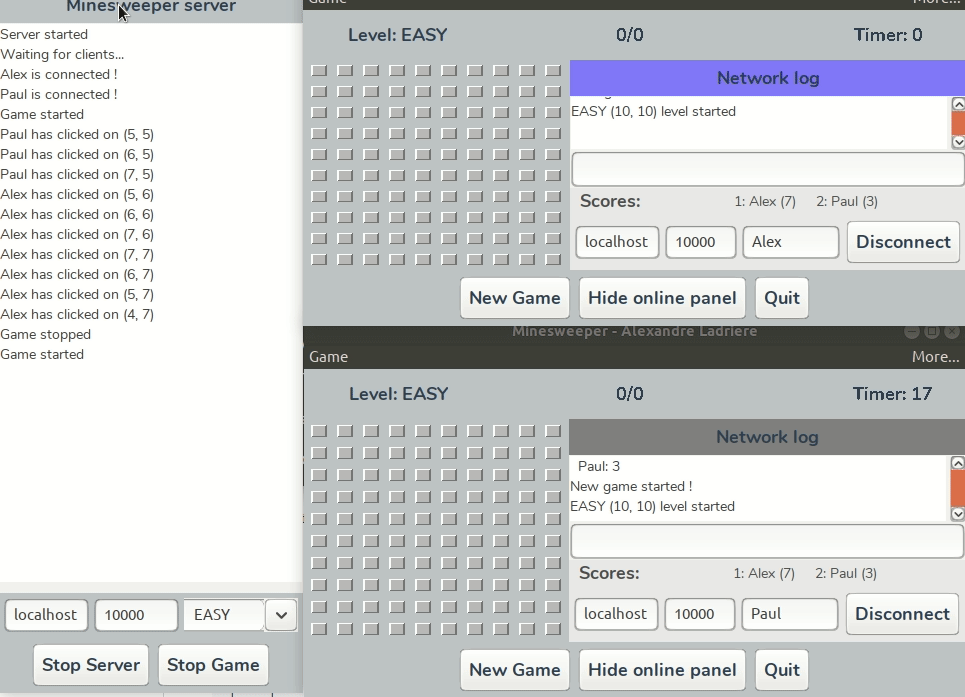 Minesweeper server
Server started
Waiting for clients...
Alex is connected !
Paul is connected !
Game started
Paul has clicked on (5, 5)
Paul has clicked on (6, 5)
Paul has clicked on (7, 5)
Alex has clicked on (5, 6)
Alex has clicked on (6, 6)
Alex has clicked on (7, 6)
Alex has clicked on (7, 7)
Alex has clicked on (6, 7)
Alex has clicked on (5, 7)
Alex has clicked on (4, 7)
Game stopped
Game started
localhost 10000 EASY
Stop Server Stop Game
Game More...
Level: EASY 0/0 Timer: 0
Network log
EASY (10, 10) level started
Scores: 1: Alex (7) 2: Paul (3)
localhost 10000 Alex Disconnect
New Game Hide online panel Quit
Minesweeper - Alexandre Ladriere
Game More...
Level: EASY 0/0 Timer: 17
Network log
Paul: 3
New game started !
EASY (10, 10) level started
Scores: 1: Alex (7) 2: Paul (3)
localhost 10000 Paul Disconnect
New Game Hide online panel Quit